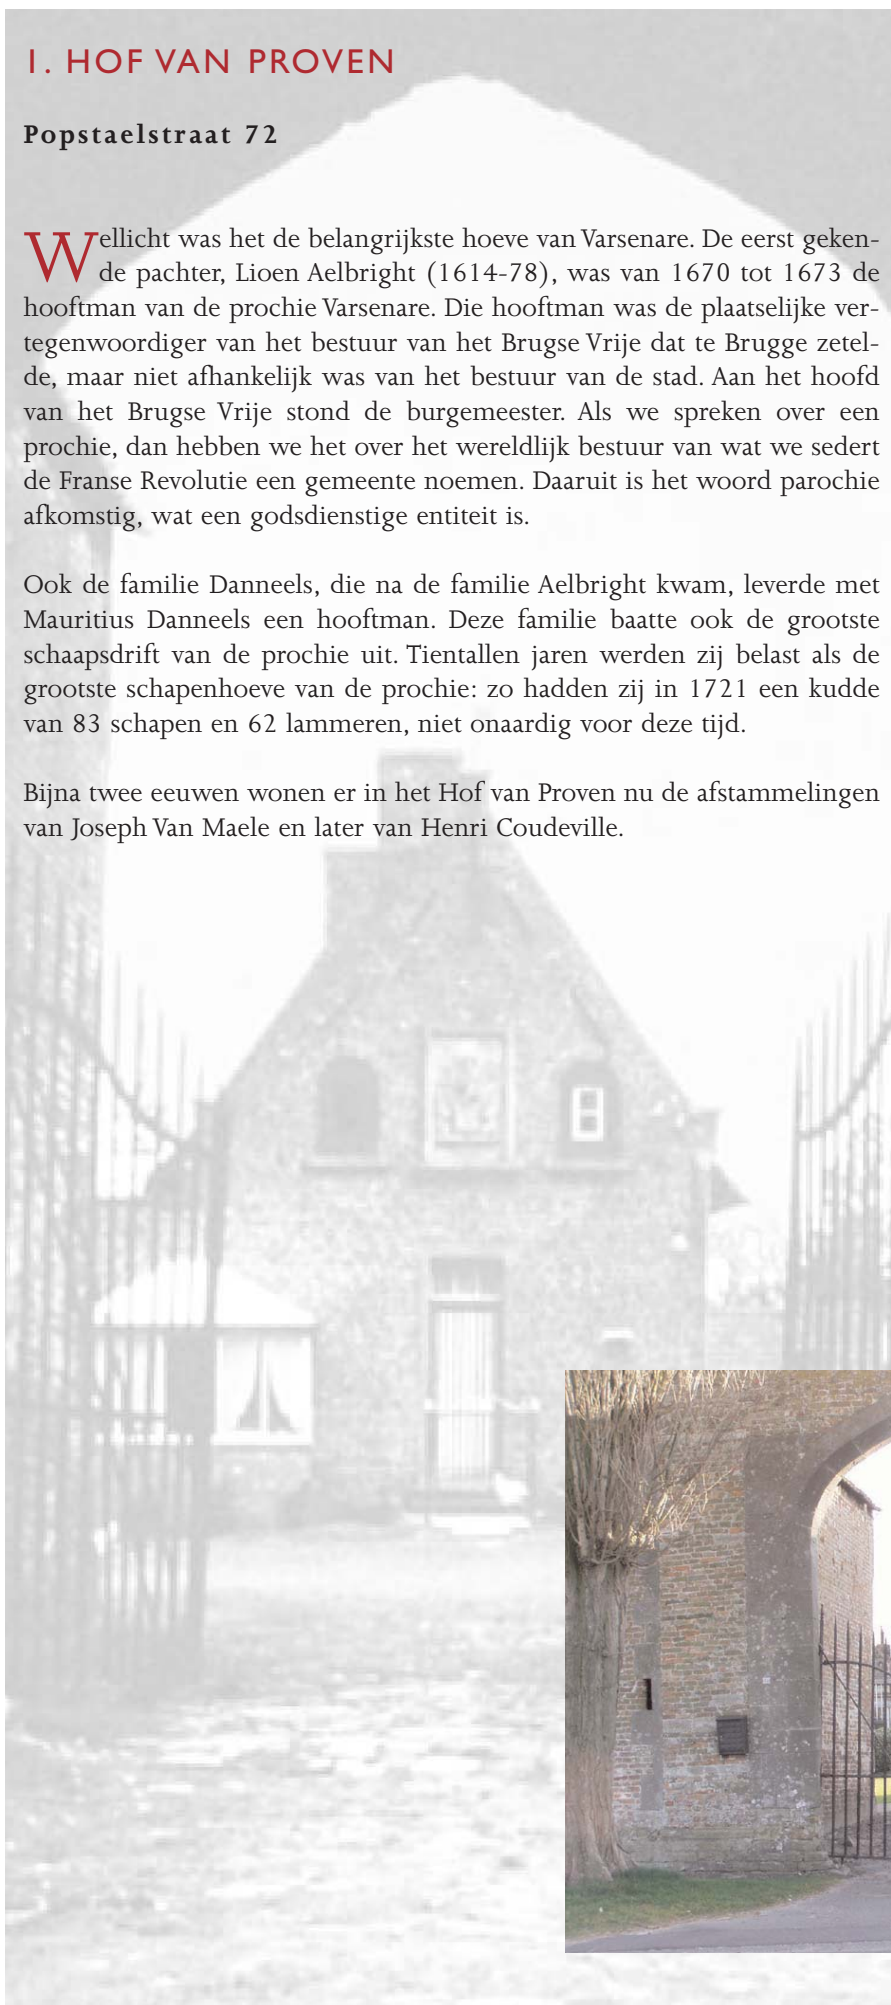 1. HOF VAN PROVEN
Popstaelstraat 72
Wellicht was het de belangrijkste hoeve van Varsenare. De eerst geken-
de pachter, Lioen Aelbright (1614-78), was van 1670 tot 1673 de
hooftman van de prochie Varsenare. Die hooftman was de plaatselijke ver-
tegenwoordiger van het bestuur van het Brugse Vrije dat te Brugge zetel-
de, maar niet afhankelijk was van het bestuur van de stad. Aan het hoofd
van het Brugse Vrije stond de burgemeester. Als we spreken over een
prochie, dan hebben we het over het wereldlijk bestuur van wat we sedert
de Franse Revolutie een gemeente noemen. Daaruit is het woord parochie
afkomstig, wat een godsdienstige entiteit is.
Ook de familie Danneels, die na de familie Aelbright kwam, leverde met
Mauritius Danneels een hooftman. Deze familie baatte ook de grootste
schaapsdrift van de prochie uit. Tientallen jaren werden zij belast als de
grootste schapenhoeve van de prochie: zo hadden zij in 1721 een kudde
van 83 schapen en 62 lammeren, niet onaardig voor deze tijd.
Bijna twee eeuwen wonen er in het Hof van Proven nu de afstammelingen
van Joseph Van Maele en later van Henri Coudeville.